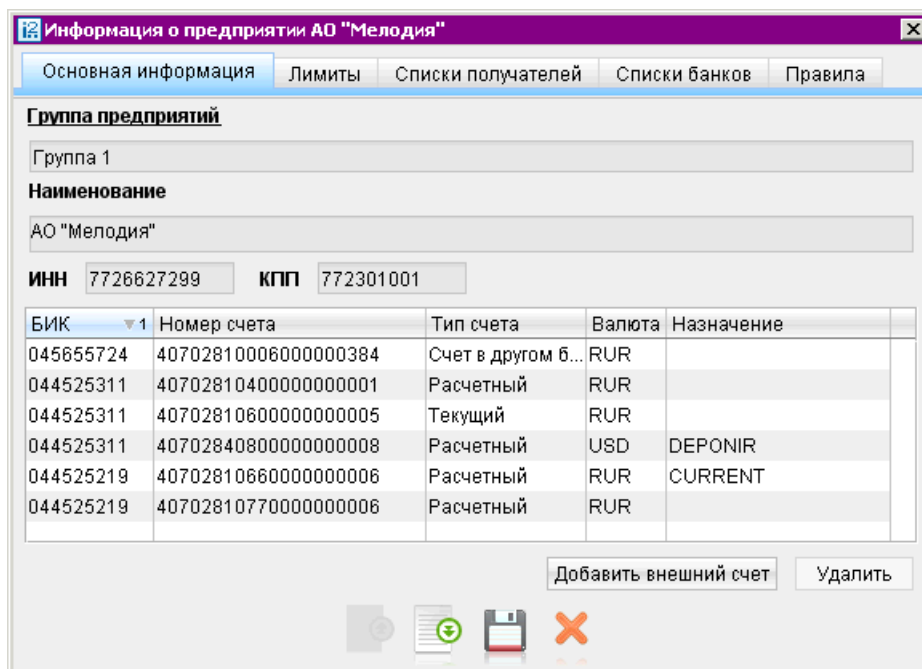 Информация о предприятии АО "Мелодия"
Основная информация Лимиты Списки получателей Списки банков Правила
Группа предприятий
Группа 1
Наименование
АО "Мелодия"
ИНН 7726627299 КПП 772301001
БИК 1 Номер счета Тип счета Валюта Назначение
045655724 40702810006000000384 Счет в другом б... RUR
044525311 40702810400000000001 Расчетный RUR
044525311 40702810600000000005 Текущий RUR
044525311 40702840800000000008 Расчетный USD DEPONIR
044525219 40702810660000000006 Расчетный RUR CURRENT
044525219 40702810770000000006 Расчетный RUR
Добавить внешний счет Удалить